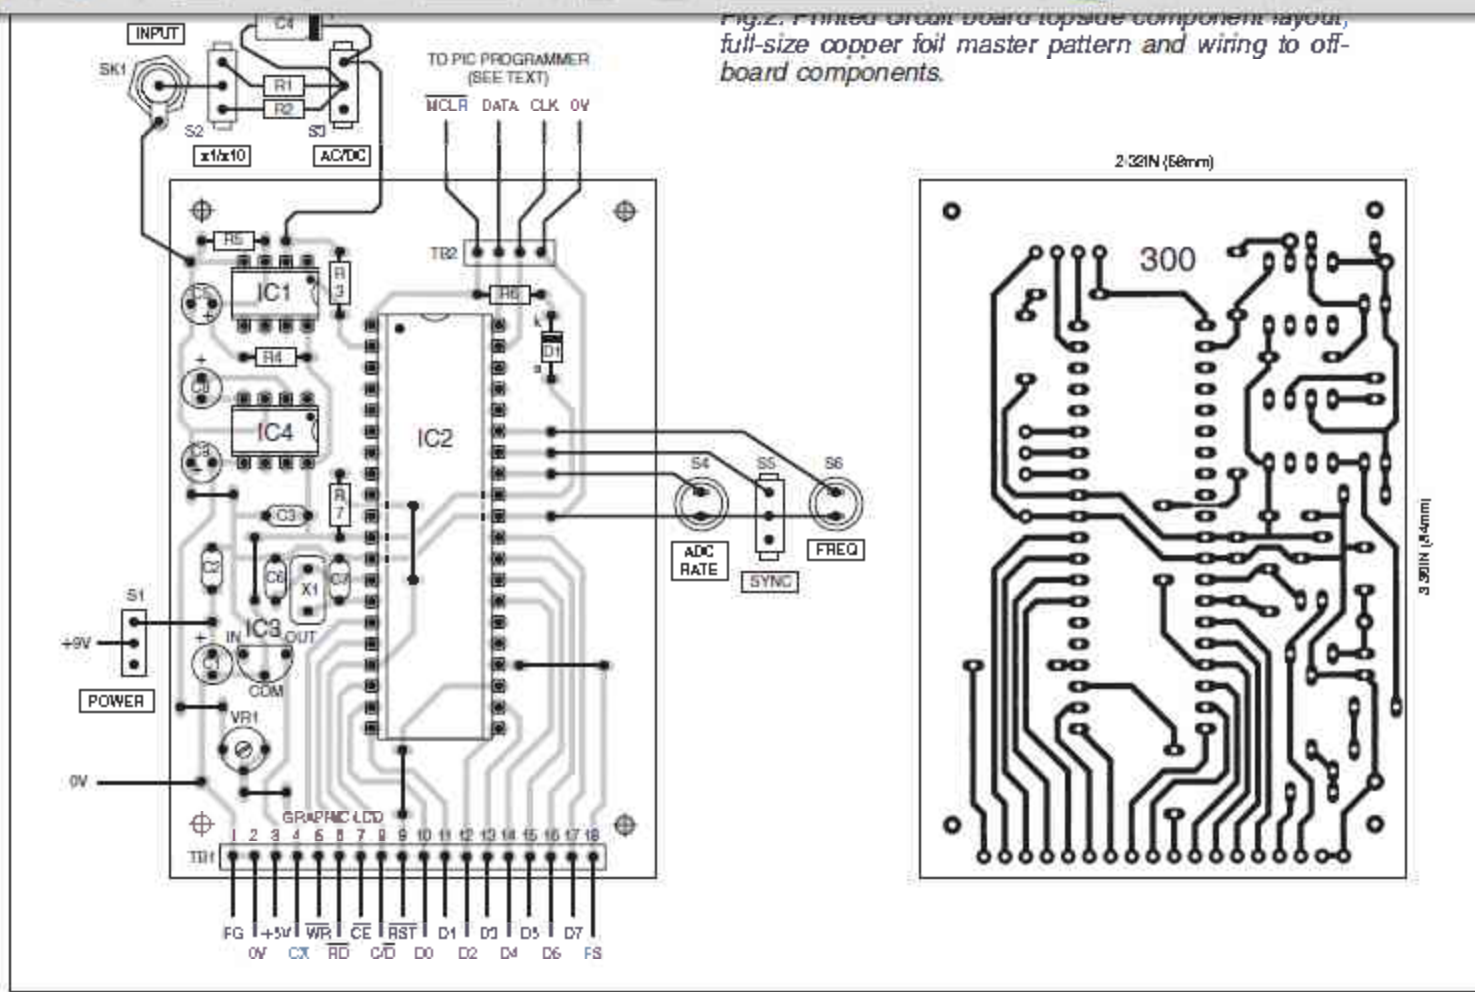 Fig.2. Printed circuit board topside component layout,
full-size copper foil master pattern and wiring to off-
board components.
INPUT
C4
SK1
R1
R2
S2
S3
x1/x10
AC/DC
TO PIC PROGRAMMER
(SEE TEXT)
MCLR DATA CLK 0V
2·32IN (59mm)
R5
IC1
R3
TB2
R6
300
+
R4
k
D1
a
+
IC4
IC2
+
S4
S5
S6
R7
C3
C2
C6
X1
C7
ADC
RATE
SYNC
FREQ
S1
+9V
+
IN
IC3
OUT
COM
POWER
VR1
0V
GRAPHIC LCD
1 2 3 4 5 6 7 8 9 10 11 12 13 14 15 16 17 18
TB1
FG +5V WR CE RST D1 D3 D5 D7
0V CX RD C/D D0 D2 D4 D6 FS